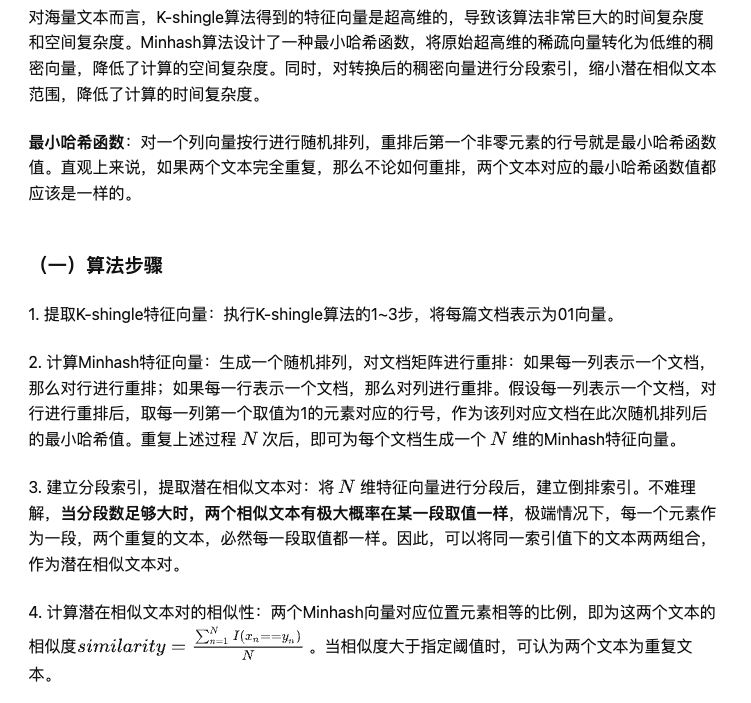 对海量文本而言，K-shingle算法得到的特征向量是超高维的，导致该算法非常巨大的时间复杂度
和空间复杂度。Minhash算法设计了一种最小哈希函数，将原始超高维的稀疏向量转化为低维的稠
密向量，降低了计算的空间复杂度。同时，对转换后的稠密向量进行分段索引，缩小潜在相似文本
范围，降低了计算的时间复杂度。
最小哈希函数：对一个列向量按行进行随机排列，重排后第一个非零元素的行号就是最小哈希函数
值。直观上来说，如果两个文本完全重复，那么不论如何重排，两个文本对应的最小哈希函数值都
应该是一样的。
（一）算法步骤
1. 提取K-shingle特征向量：执行K-shingle算法的1~3步，将每篇文档表示为01向量。
2. 计算Minhash特征向量：生成一个随机排列，对文档矩阵进行重排：如果每一列表示一个文档，
那么对行进行重排；如果每一行表示一个文档，那么对列进行重排。假设每一列表示一个文档，对
行进行重排后，取每一列第一个取值为1的元素对应的行号，作为该列对应文档在此次随机排列后
的最小哈希值。重复上述过程 N 次后，即可为每个文档生成一个 N 维的Minhash特征向量。
3. 建立分段索引，提取潜在相似文本对：将 N 维特征向量进行分段后，建立倒排索引。不难理
解，当分段数足够大时，两个相似文本有极大概率在某一段取值一样，极端情况下，每一个元素作
为一段，两个重复的文本，必然每一段取值都一样。因此，可以将同一索引值下的文本两两组合，
作为潜在相似文本对。
4. 计算潜在相似文本对的相似性：两个Minhash向量对应位置元素相等的比例，即为这两个文本的
相似度 $similarity = \frac{\sum_{n=1}^{N} I(x_n==y_n)}{N}$ 。当相似度大于指定阈值时，可认为两个文本为重复文
本。